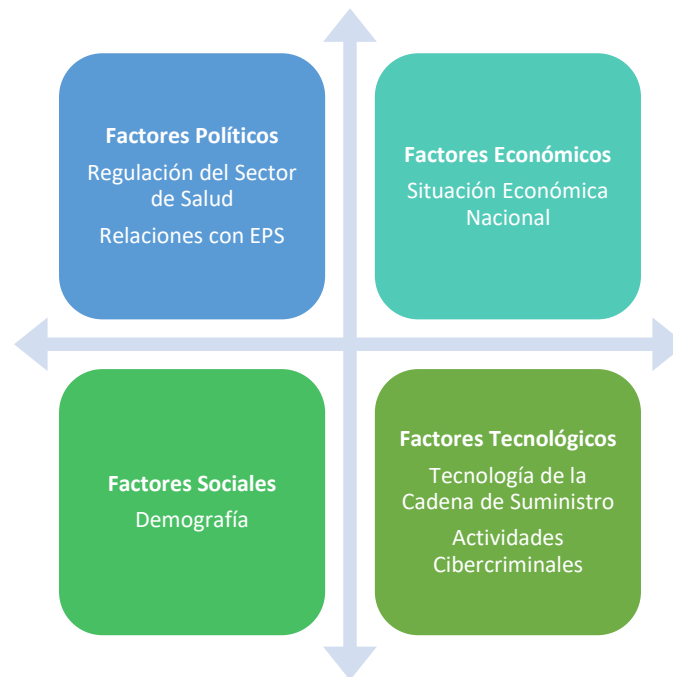 Factores Políticos
Regulación del Sector
de Salud
Relaciones con EPS
Factores Económicos
Situación Económica
Nacional
Factores Sociales
Demografía
Factores Tecnológicos
Tecnología de la
Cadena de Suministro
Actividades
Cibercriminales